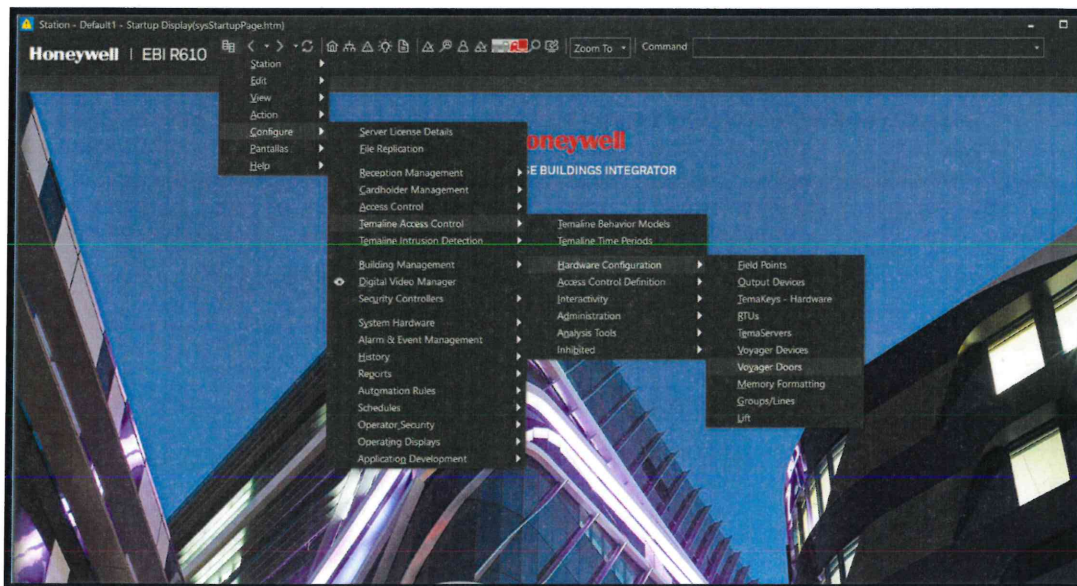 Station - Default1 - Startup Display(sysStartupPage.htm)
Honeywell | EBI R610
Zoom To
Command
Station
Edit
View
Action
Configure
Pantallas
Help
Server License Details
File Replication
Reception Management
Cardholder Management
Access Control
Temaline Access Control
Temaline Intrusion Detection
Building Management
Digital Video Manager
Security Controllers
System Hardware
Alarm & Event Management
History
Reports
Automation Rules
Schedules
Operator Security
Operating Displays
Application Development
oneywell
SE BUILDINGS INTEGRATOR
Temaline Behavior Models
Temaline Time Periods
Hardware Configuration
Access Control Definition
Interactivity
Administration
Analysis Tools
Inhibited
Field Points
Output Devices
TemaKeys - Hardware
RTUs
TemaServers
Voyager Devices
Voyager Doors
Memory Formatting
Groups/Lines
Lift